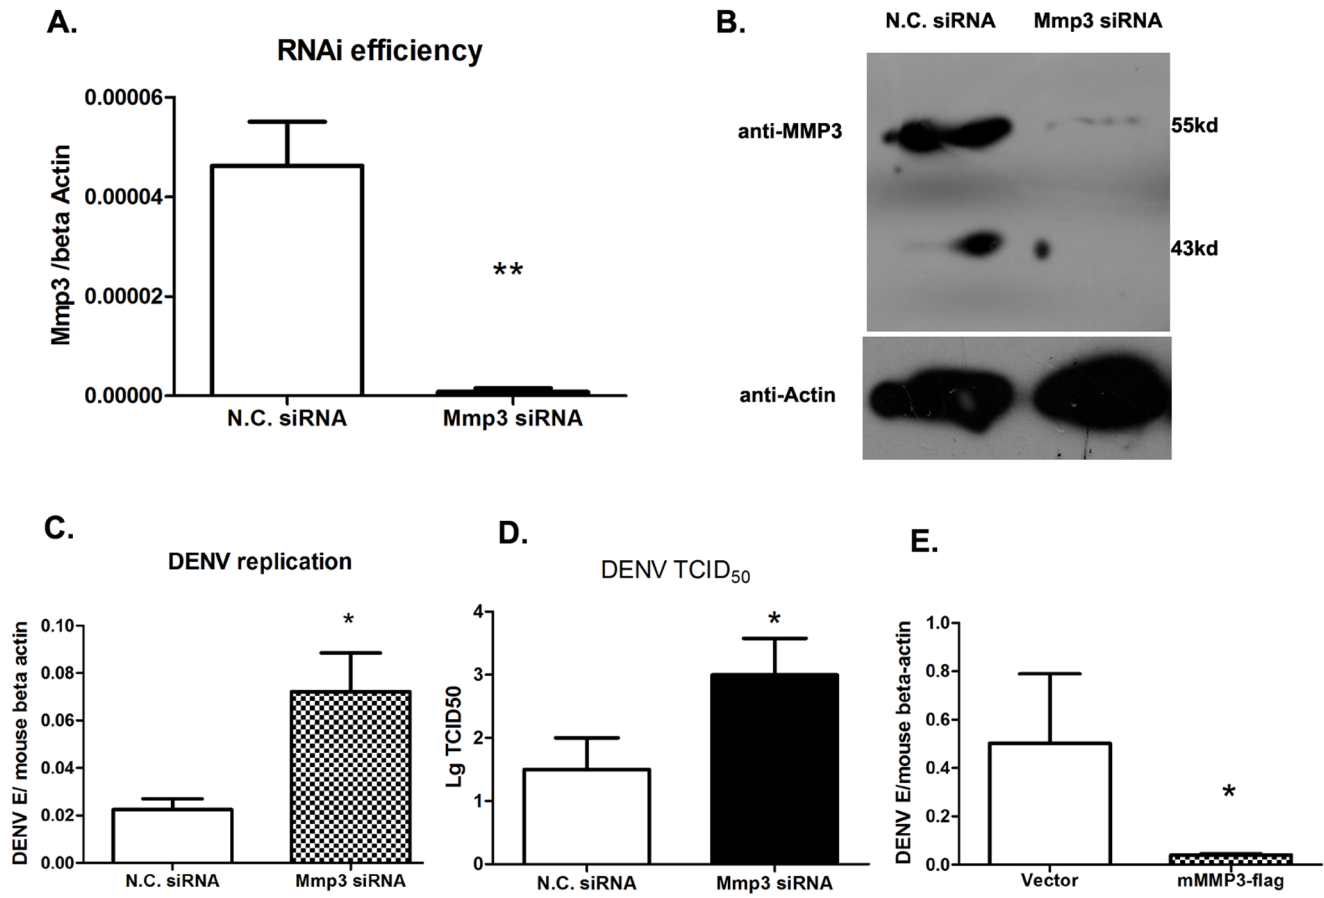 A.
RNAi efficiency
Mmp3 /beta Actin
0.00006
0.00004
0.00002
0.00000
**
N.C. siRNA Mmp3 siRNA
B.
N.C. siRNA Mmp3 siRNA
anti-MMP3
55kd
43kd
anti-Actin
C.
DENV replication
DENV E/ mouse beta actin
0.10
0.08
0.06
0.04
0.02
0.00
*
N.C. siRNA Mmp3 siRNA
D.
DENV TCID50
Lg TCID50
4
3
2
1
0
*
N.C. siRNA Mmp3 siRNA
E.
DENV E/mouse beta-actin
1.0
0.8
0.6
0.4
0.2
0.0
*
Vector mMMP3-flag